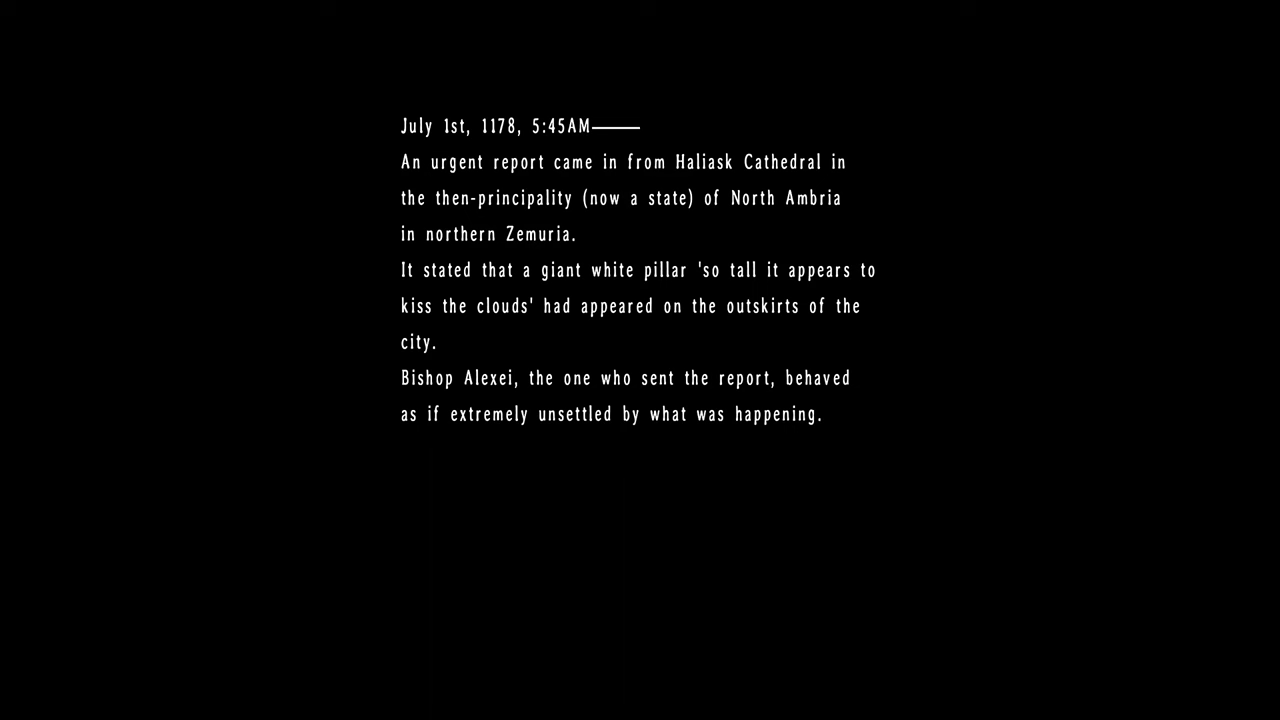 July 1st, 1178, 5:45AM――
An urgent report came in from Haliask Cathedral in
the then-principality (now a state) of North Ambria
in northern Zemuria.
It stated that a giant white pillar 'so tall it appears to
kiss the clouds' had appeared on the outskirts of the
city.
Bishop Alexei, the one who sent the report, behaved
as if extremely unsettled by what was happening.